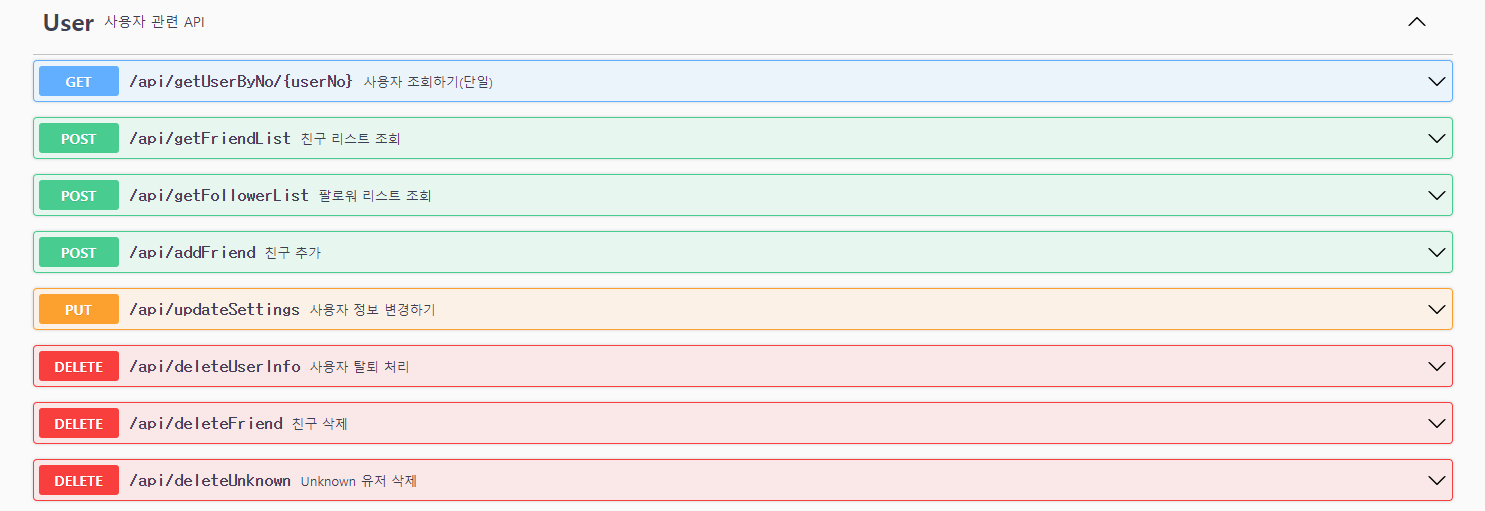 User 사용자 관련 API
GET /api/getUserByNo/{userNo} 사용자 조회하기(단일)
POST /api/getFriendList 친구 리스트 조회
POST /api/getFollowerList 팔로워 리스트 조회
POST /api/addFriend 친구 추가
PUT /api/updateSettings 사용자 정보 변경하기
DELETE /api/deleteUserInfo 사용자 탈퇴 처리
DELETE /api/deleteFriend 친구 삭제
DELETE /api/deleteUnknown Unknown 유저 삭제